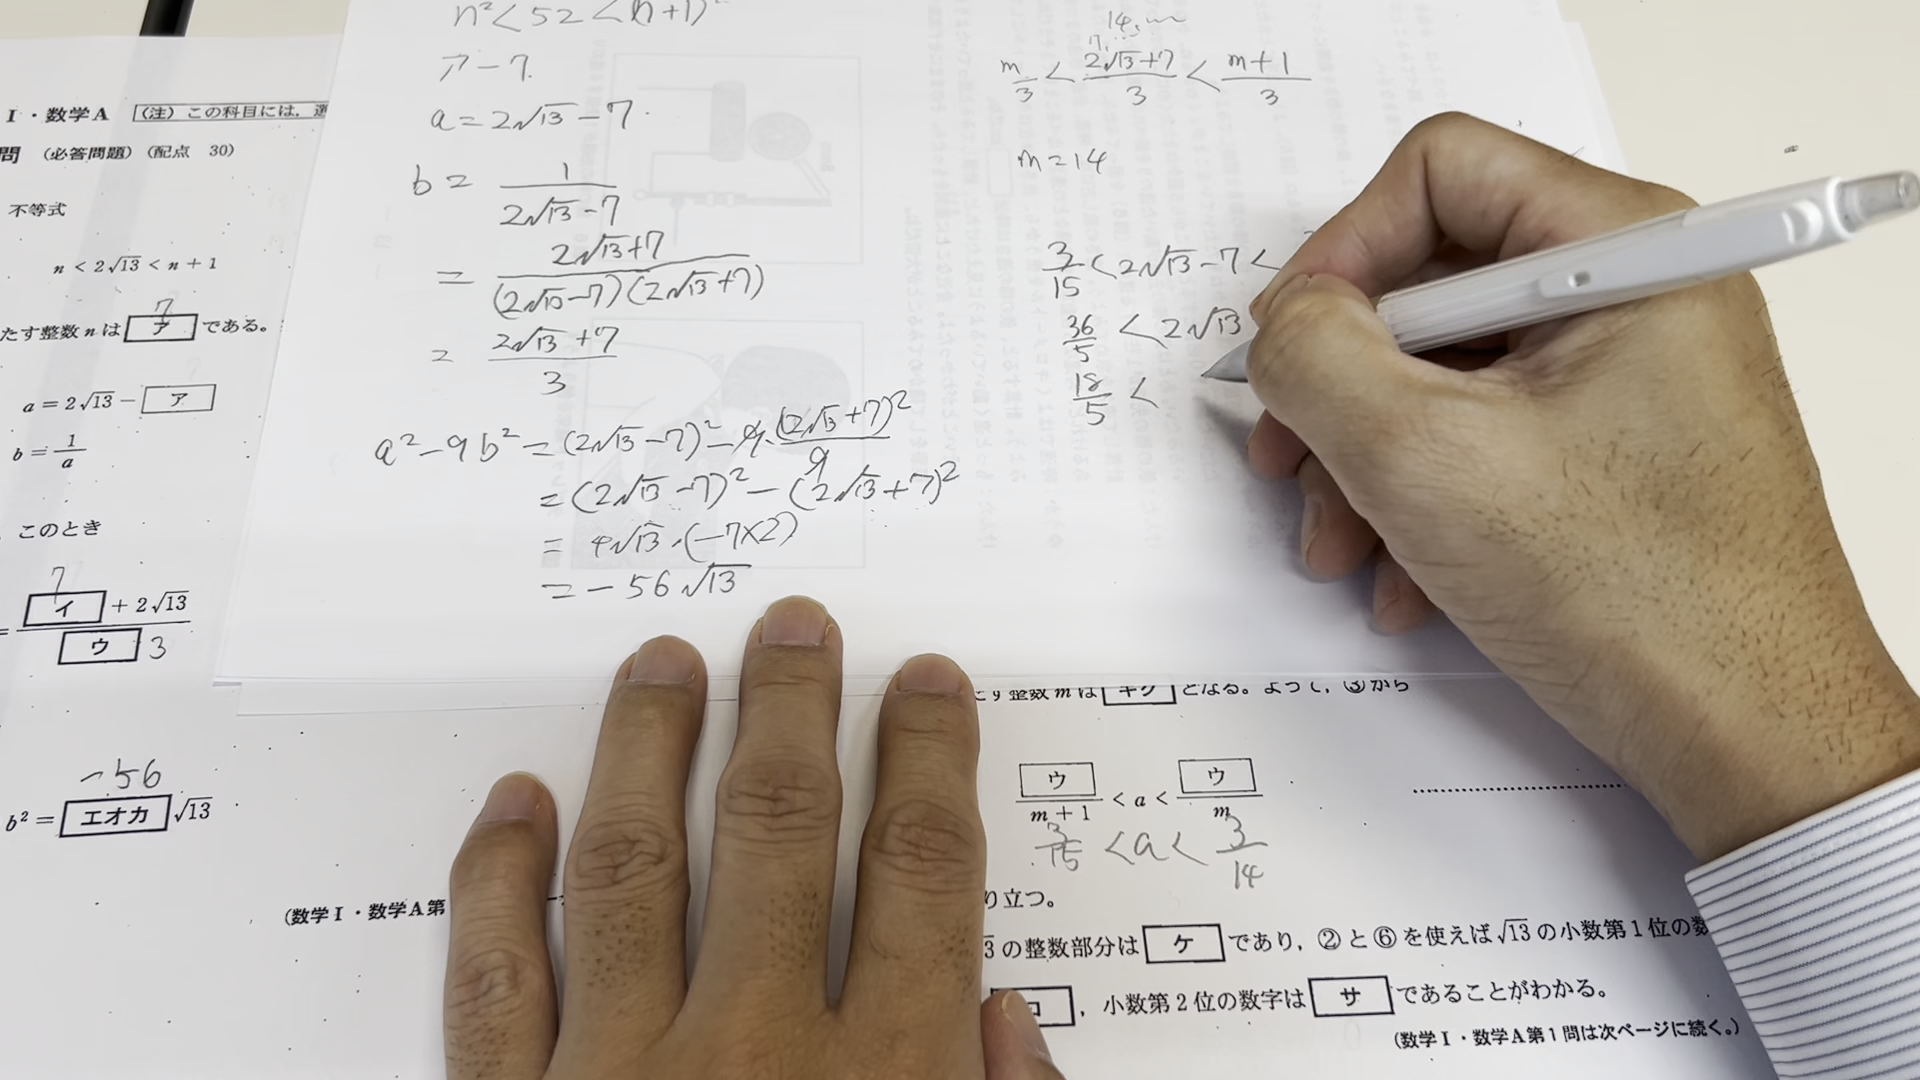 n²<52<(n+1)²
ア-7.
a=2√13-7.
b= 1/(2√13-7)
= (2√13+7)/((2√13-7)(2√13+7))
= (2√13+7)/3
a²-9b²=(2√13-7)²-9·(2√13+7)²/9
=(2√13-7)²-(2√13+7)²
= 4√13·(-7×2)
=-56√13
14.
7.
m/3 < (2√13+7)/3 < (m+1)/3
m=14
3/15<2√13-7<
36/5 <2√13
18/5 <
I・数学A (注)この科目には,選
問 (必答問題)(配点 30)
不等式
n<2√13<n+1
7
たす整数nは ア である。
a=2√13- ア
b=1/a
このとき
7
= イ +2√13
ウ 3
-56
b²= エオカ √13
(数学I・数学A第
たす整数mは キク となる。よって,③から
ウ/(m+1) <a< ウ/m
3/15 <a< 3/14
り立つ。
3の整数部分は ケ であり,②と⑥を使えば√13の小数第1位の数
コ ,小数第2位の数字は サ であることがわかる。
(数学I・数学A第1問は次ページに続く。)